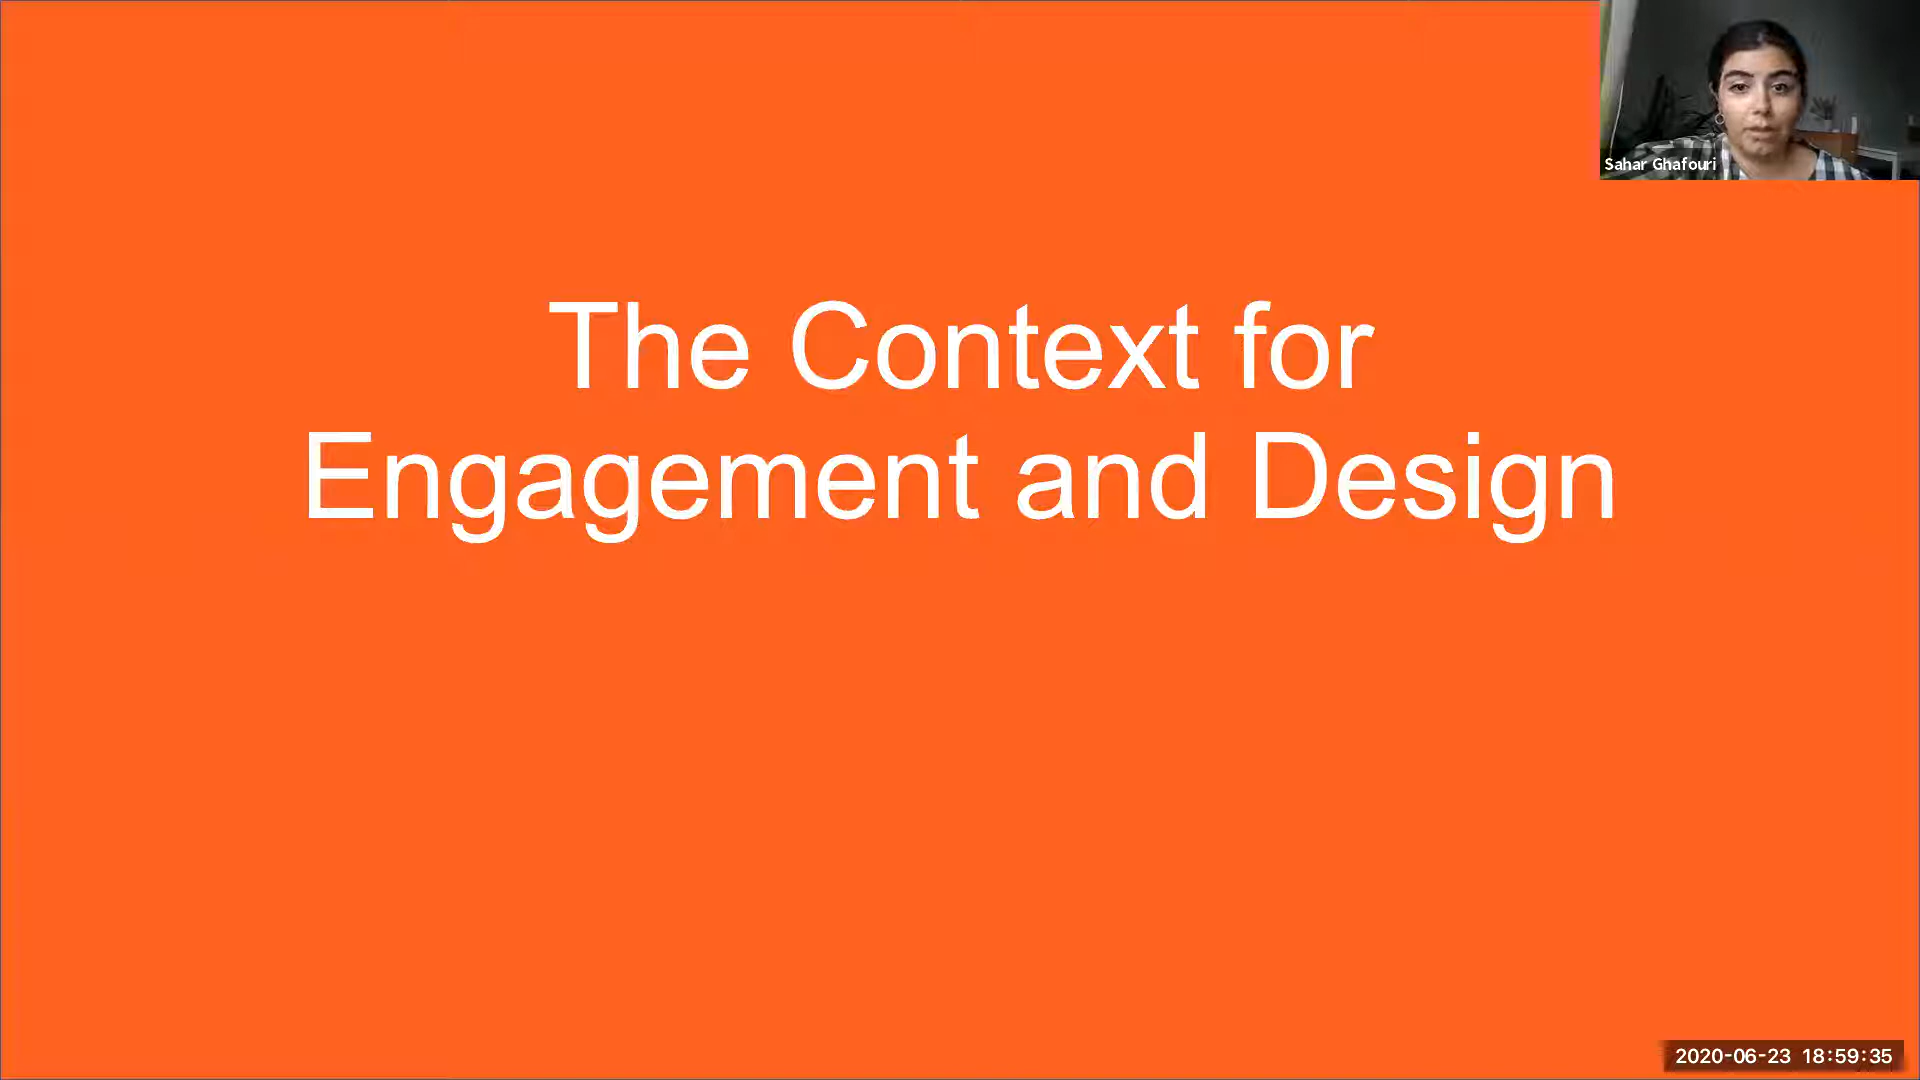 Sahar Ghafouri
The Context for
Engagement and Design
2020-06-23 18:59:35